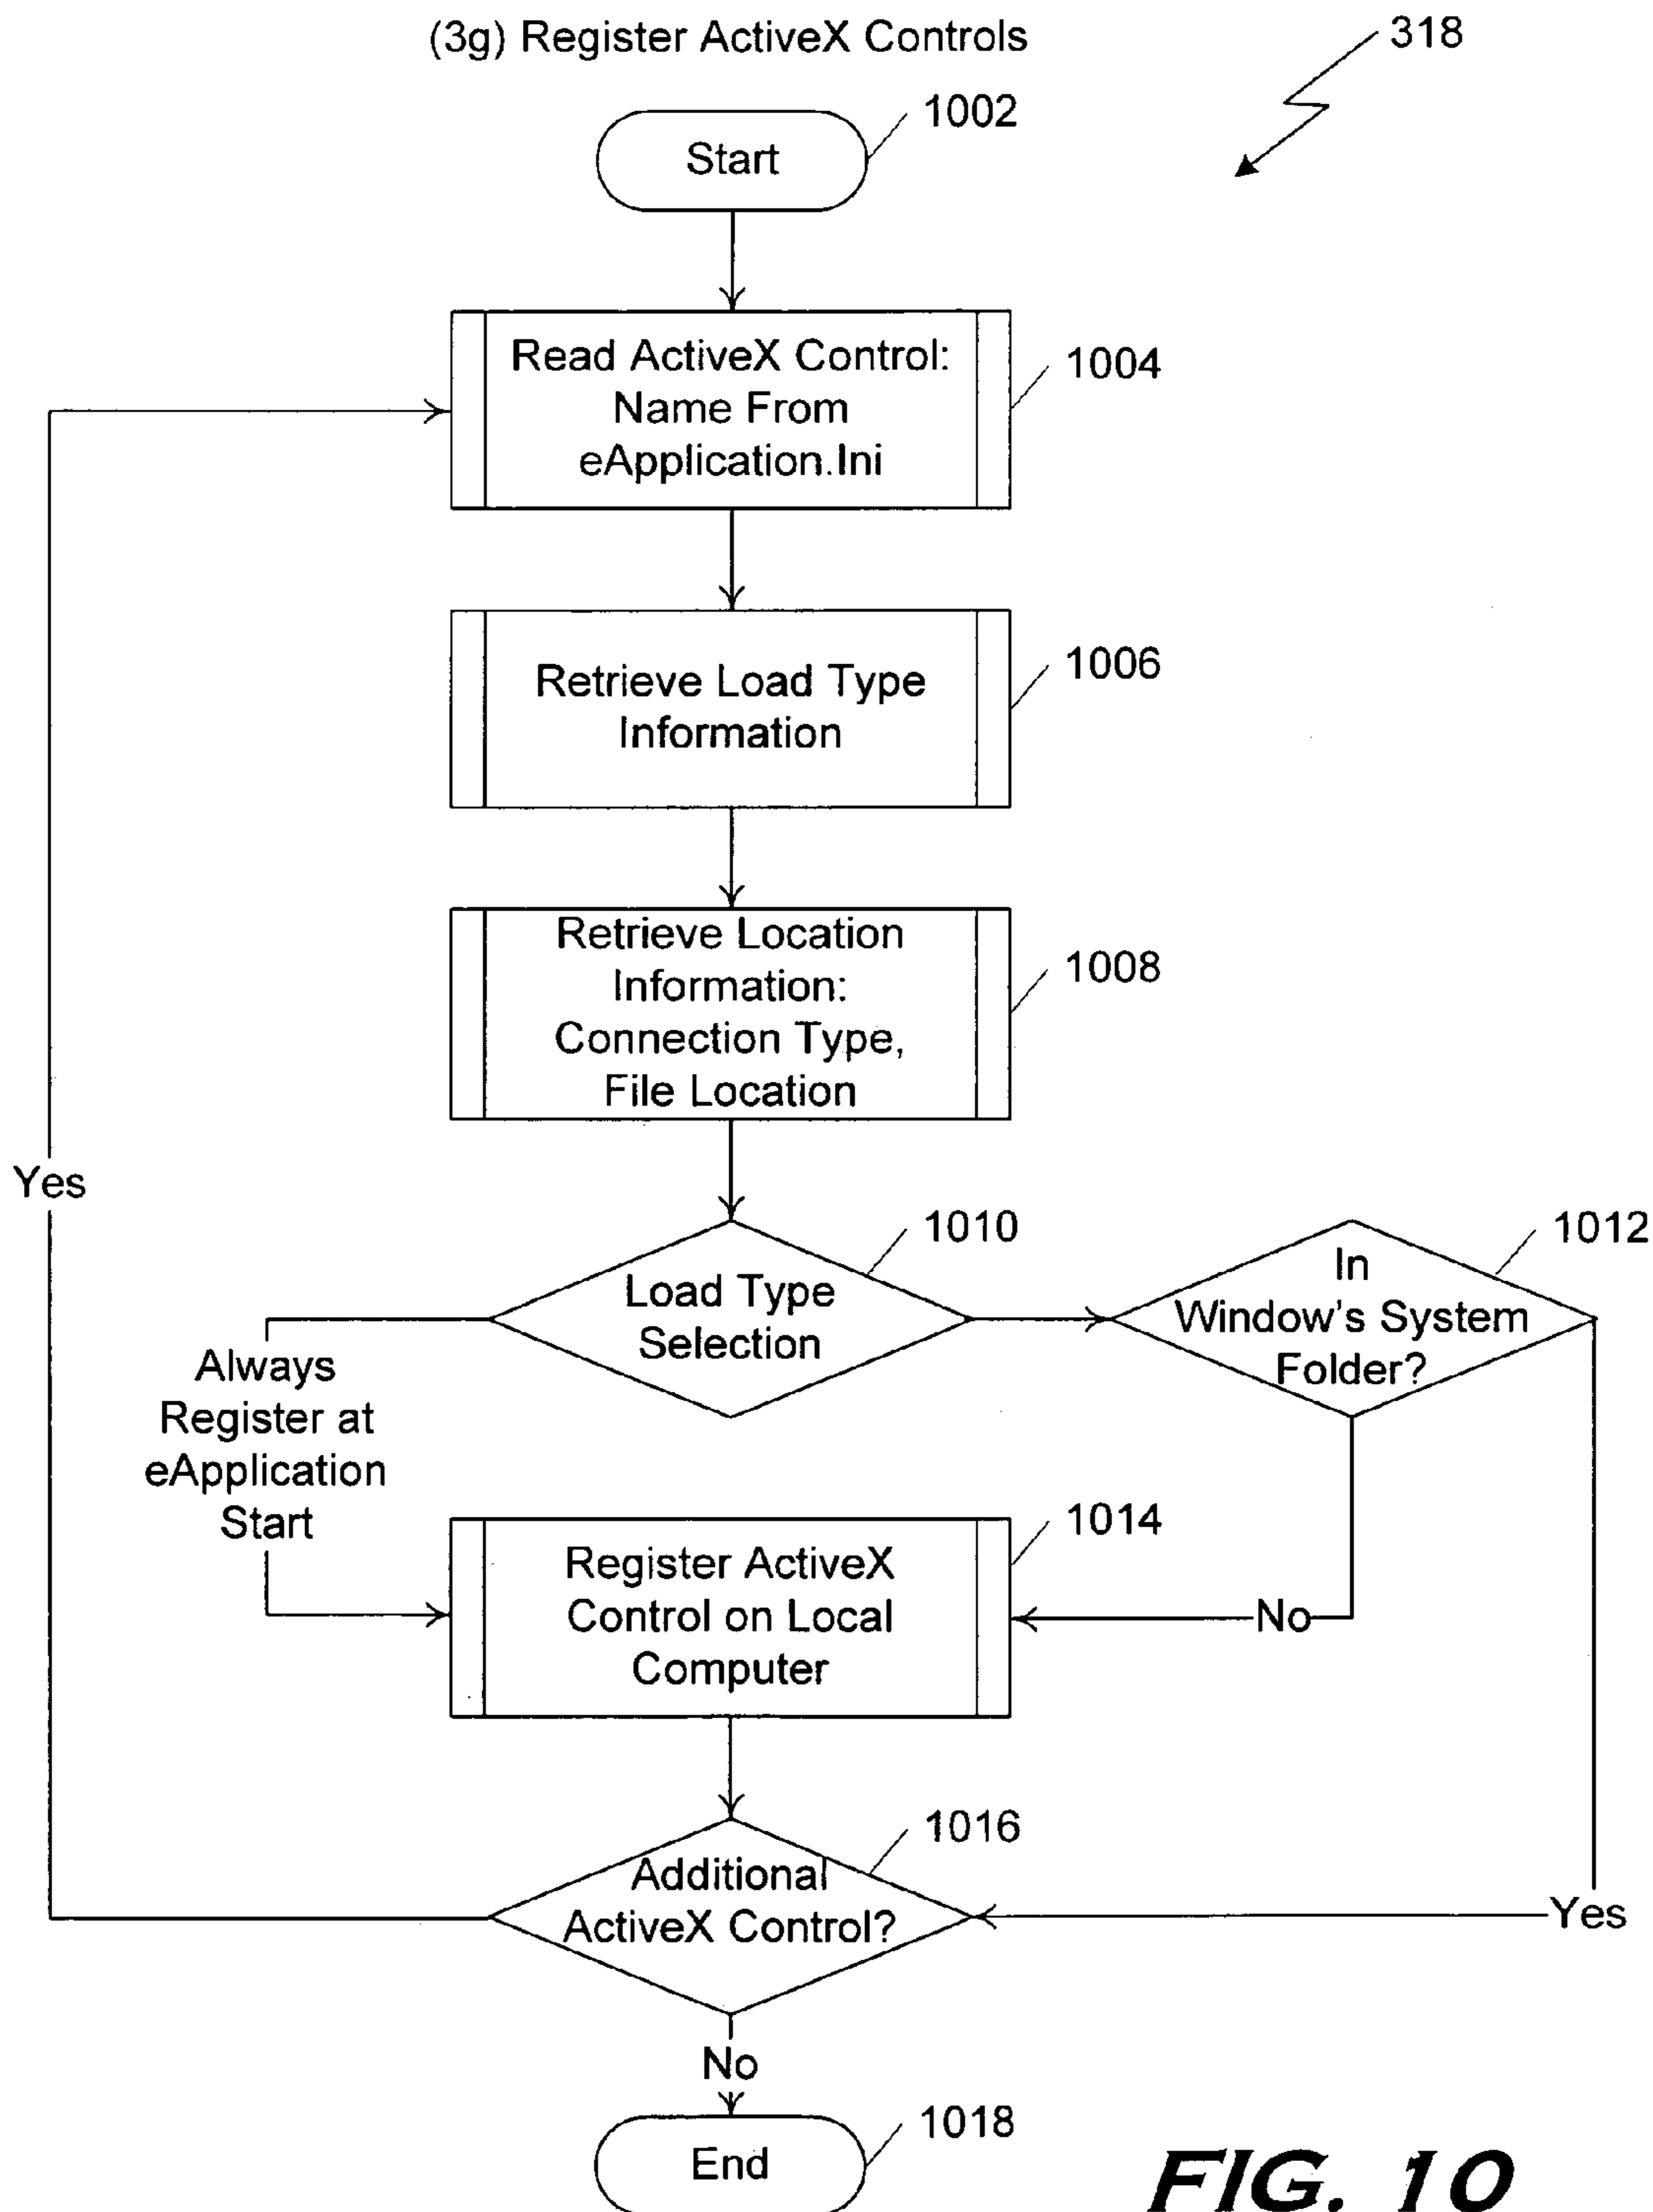 (3g) Register ActiveX Controls
318
1002
Start
Read ActiveX Control:
Name From
eApplication.Ini
1004
Retrieve Load Type
Information
1006
Retrieve Location
Information:
Connection Type,
File Location
1008
Yes
1010
Load Type
Selection
1012
In
Window's System
Folder?
Always
Register at
eApplication
Start
1014
Register ActiveX
Control on Local
Computer
No
1016
Additional
ActiveX Control?
Yes
No
1018
End
FIG. 10